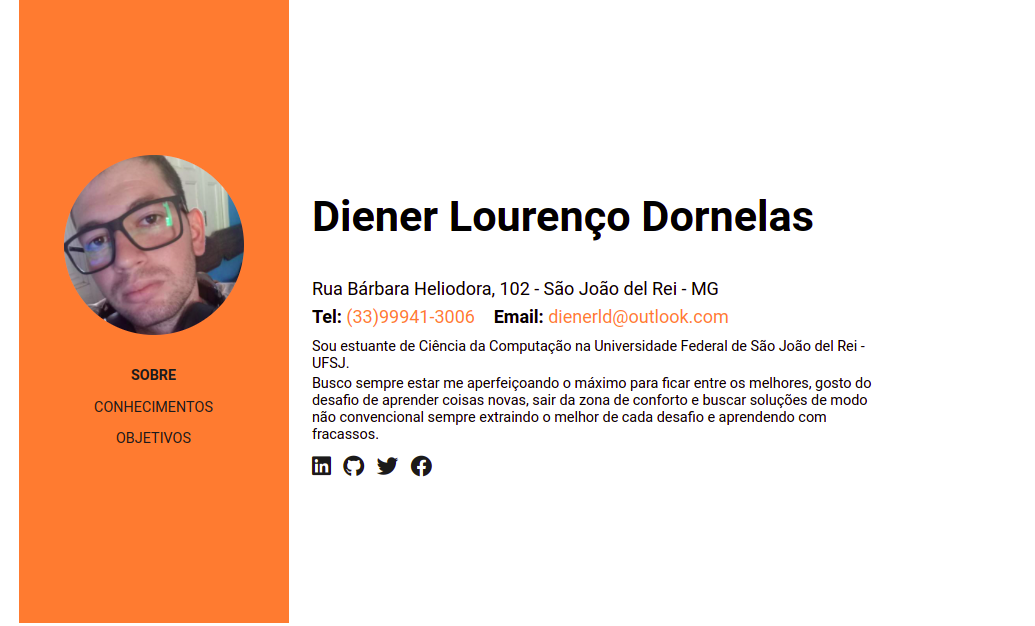 SOBRE
CONHECIMENTOS
OBJETIVOS
Diener Lourenço Dornelas
Rua Bárbara Heliodora, 102 - São João del Rei - MG
Tel: (33)99941-3006 Email: dienerld@outlook.com
Sou estuante de Ciência da Computação na Universidade Federal de São João del Rei -
UFSJ.
Busco sempre estar me aperfeiçoando o máximo para ficar entre os melhores, gosto do
desafio de aprender coisas novas, sair da zona de conforto e buscar soluções de modo
não convencional sempre extraindo o melhor de cada desafio e aprendendo com
fracassos.